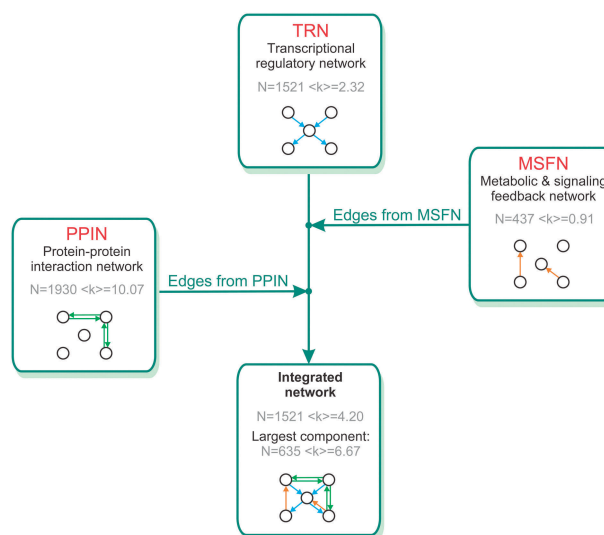 TRN
Transcriptional
regulatory network
N=1521 <k>=2.32
MSFN
Metabolic & signaling
feedback network
N=437 <k>=0.91
Edges from MSFN
PPIN
Protein-protein
interaction network
N=1930 <k>=10.07
Edges from PPIN
Integrated
network
N=1521 <k>=4.20
Largest component:
N=635 <k>=6.67